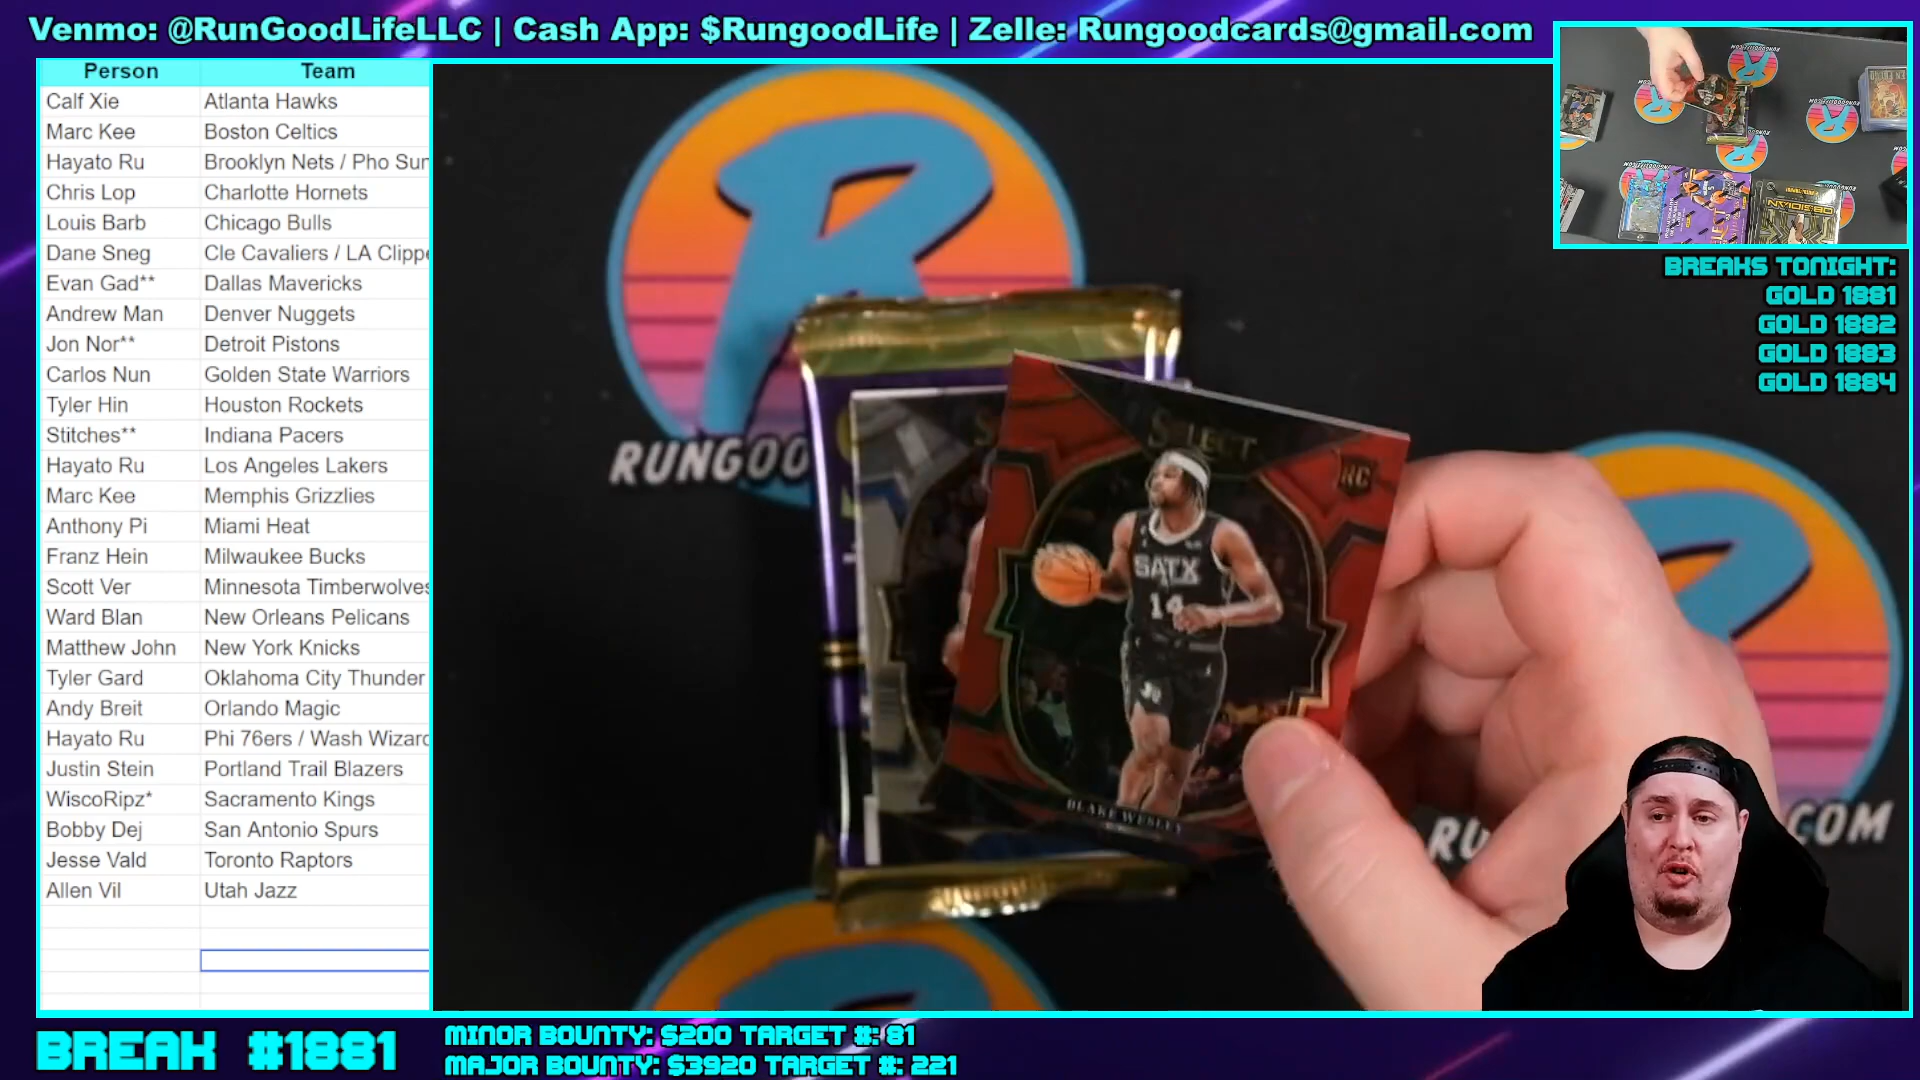 Venmo: @RunGoodLifeLLC | Cash App: $RungoodLife | Zelle: Rungoodcards@gmail.com
Person Team
Calf Xie Atlanta Hawks
Marc Kee Boston Celtics
Hayato Ru Brooklyn Nets / Pho Sun
Chris Lop Charlotte Hornets
Louis Barb Chicago Bulls
Dane Sneg Cle Cavaliers / LA Clippe
Evan Gad** Dallas Mavericks
Andrew Man Denver Nuggets
Jon Nor** Detroit Pistons
Carlos Nun Golden State Warriors
Tyler Hin Houston Rockets
Stitches** Indiana Pacers
Hayato Ru Los Angeles Lakers
Marc Kee Memphis Grizzlies
Anthony Pi Miami Heat
Franz Hein Milwaukee Bucks
Scott Ver Minnesota Timberwolves
Ward Blan New Orleans Pelicans
Matthew John New York Knicks
Tyler Gard Oklahoma City Thunder
Andy Breit Orlando Magic
Hayato Ru Phi 76ers / Wash Wizard
Justin Stein Portland Trail Blazers
WiscoRipz* Sacramento Kings
Bobby Dej San Antonio Spurs
Jesse Vald Toronto Raptors
Allen Vil Utah Jazz
RUNGOO
SELECT
RC
SATX
14
BLAKE WESLEY
RU
COM
OBSIDIAN
BREAKS TONIGHT:
GOLD 1881
GOLD 1882
GOLD 1883
GOLD 1884
BREAK #1881
MINOR BOUNTY: $200 TARGET #: 81
MAJOR BOUNTY: $3920 TARGET #: 221